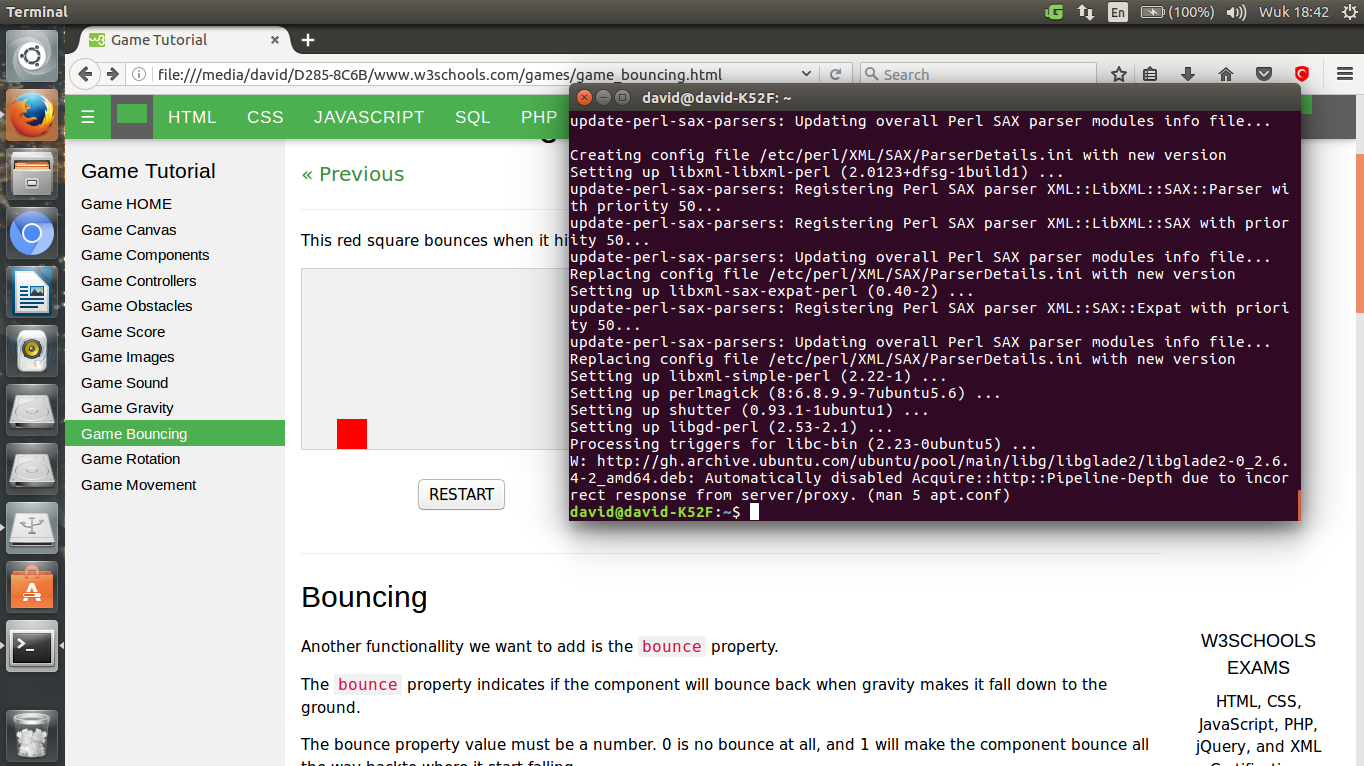 Terminal
En
(100%)
Wuk 18:42
Game Tutorial
file:///media/david/D285-8C6B/www.w3schools.com/games/game_bouncing.html
Search
HTML
CSS
JAVASCRIPT
SQL
PHP
Game Tutorial
Game HOME
Game Canvas
Game Components
Game Controllers
Game Obstacles
Game Score
Game Images
Game Sound
Game Gravity
Game Bouncing
Game Rotation
Game Movement
« Previous
This red square bounces when it hi
RESTART
david@david-K52F: ~
update-perl-sax-parsers: Updating overall Perl SAX parser modules info file...
Creating config file /etc/perl/XML/SAX/ParserDetails.ini with new version
Setting up libxml-libxml-perl (2.0123+dfsg-1build1) ...
update-perl-sax-parsers: Registering Perl SAX parser XML::LibXML::SAX::Parser wi
th priority 50...
update-perl-sax-parsers: Registering Perl SAX parser XML::LibXML::SAX with prior
ity 50...
update-perl-sax-parsers: Updating overall Perl SAX parser modules info file...
Replacing config file /etc/perl/XML/SAX/ParserDetails.ini with new version
Setting up libxml-sax-expat-perl (0.40-2) ...
update-perl-sax-parsers: Registering Perl SAX parser XML::SAX::Expat with priori
ty 50...
update-perl-sax-parsers: Updating overall Perl SAX parser modules info file...
Replacing config file /etc/perl/XML/SAX/ParserDetails.ini with new version
Setting up libxml-simple-perl (2.22-1) ...
Setting up perlmagick (8:6.8.9.9-7ubuntu5.6) ...
Setting up shutter (0.93.1-1ubuntu1) ...
Setting up libgd-perl (2.53-2.1) ...
Processing triggers for libc-bin (2.23-0ubuntu5) ...
W: http://gh.archive.ubuntu.com/ubuntu/pool/main/libg/libglade2/libglade2-0_2.6.
4-2_amd64.deb: Automatically disabled Acquire::http::Pipeline-Depth due to incor
rect response from server/proxy. (man 5 apt.conf)
david@david-K52F:~$
Bouncing
Another functionallity we want to add is the bounce property.
The bounce property indicates if the component will bounce back when gravity makes it fall down to the
ground.
The bounce property value must be a number. 0 is no bounce at all, and 1 will make the component bounce all
the way backto where it start falling.
W3SCHOOLS
EXAMS
HTML, CSS,
JavaScript, PHP,
jQuery, and XML